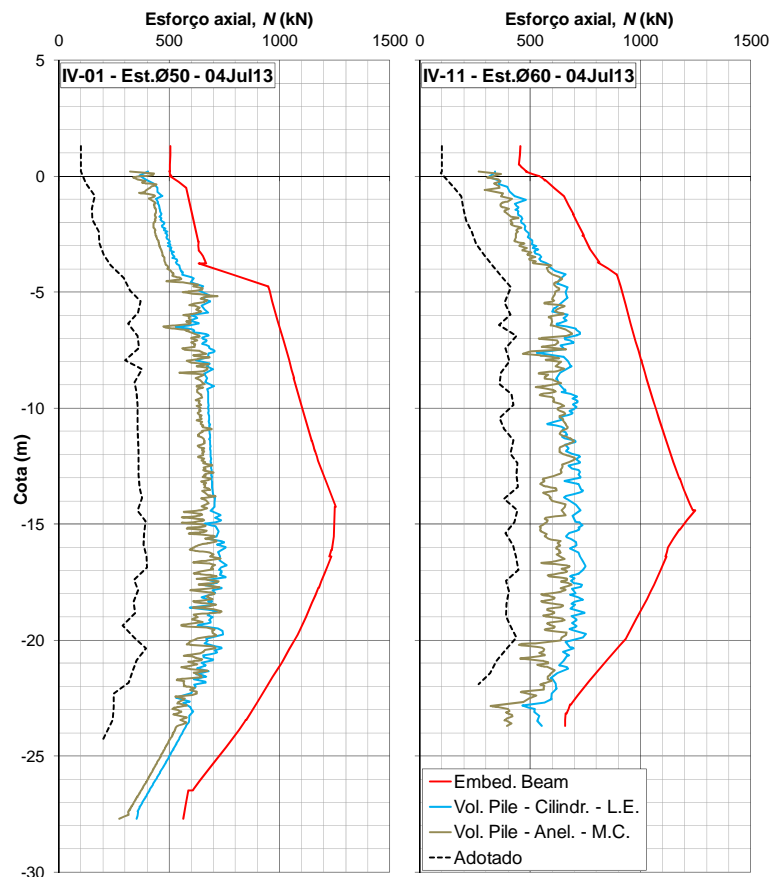 Esforço axial, N (kN)
0 500 1000 1500
Esforço axial, N (kN)
0 500 1000 1500
IV-01 - Est.Ø50 - 04Jul13
IV-11 - Est.Ø60 - 04Jul13
Cota (m)
5
0
-5
-10
-15
-20
-25
-30
Embed. Beam
Vol. Pile - Cilindr. - L.E.
Vol. Pile - Anel. - M.C.
Adotado